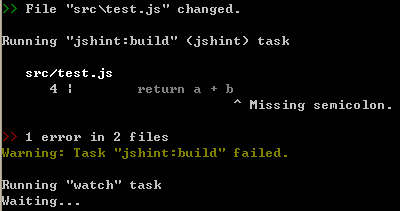 >> File "src\test.js" changed.
Running "jshint:build" (jshint) task
src/test.js
4 | return a + b
^ Missing semicolon.
>> 1 error in 2 files
Warning: Task "jshint:build" failed.
Running "watch" task
Waiting...